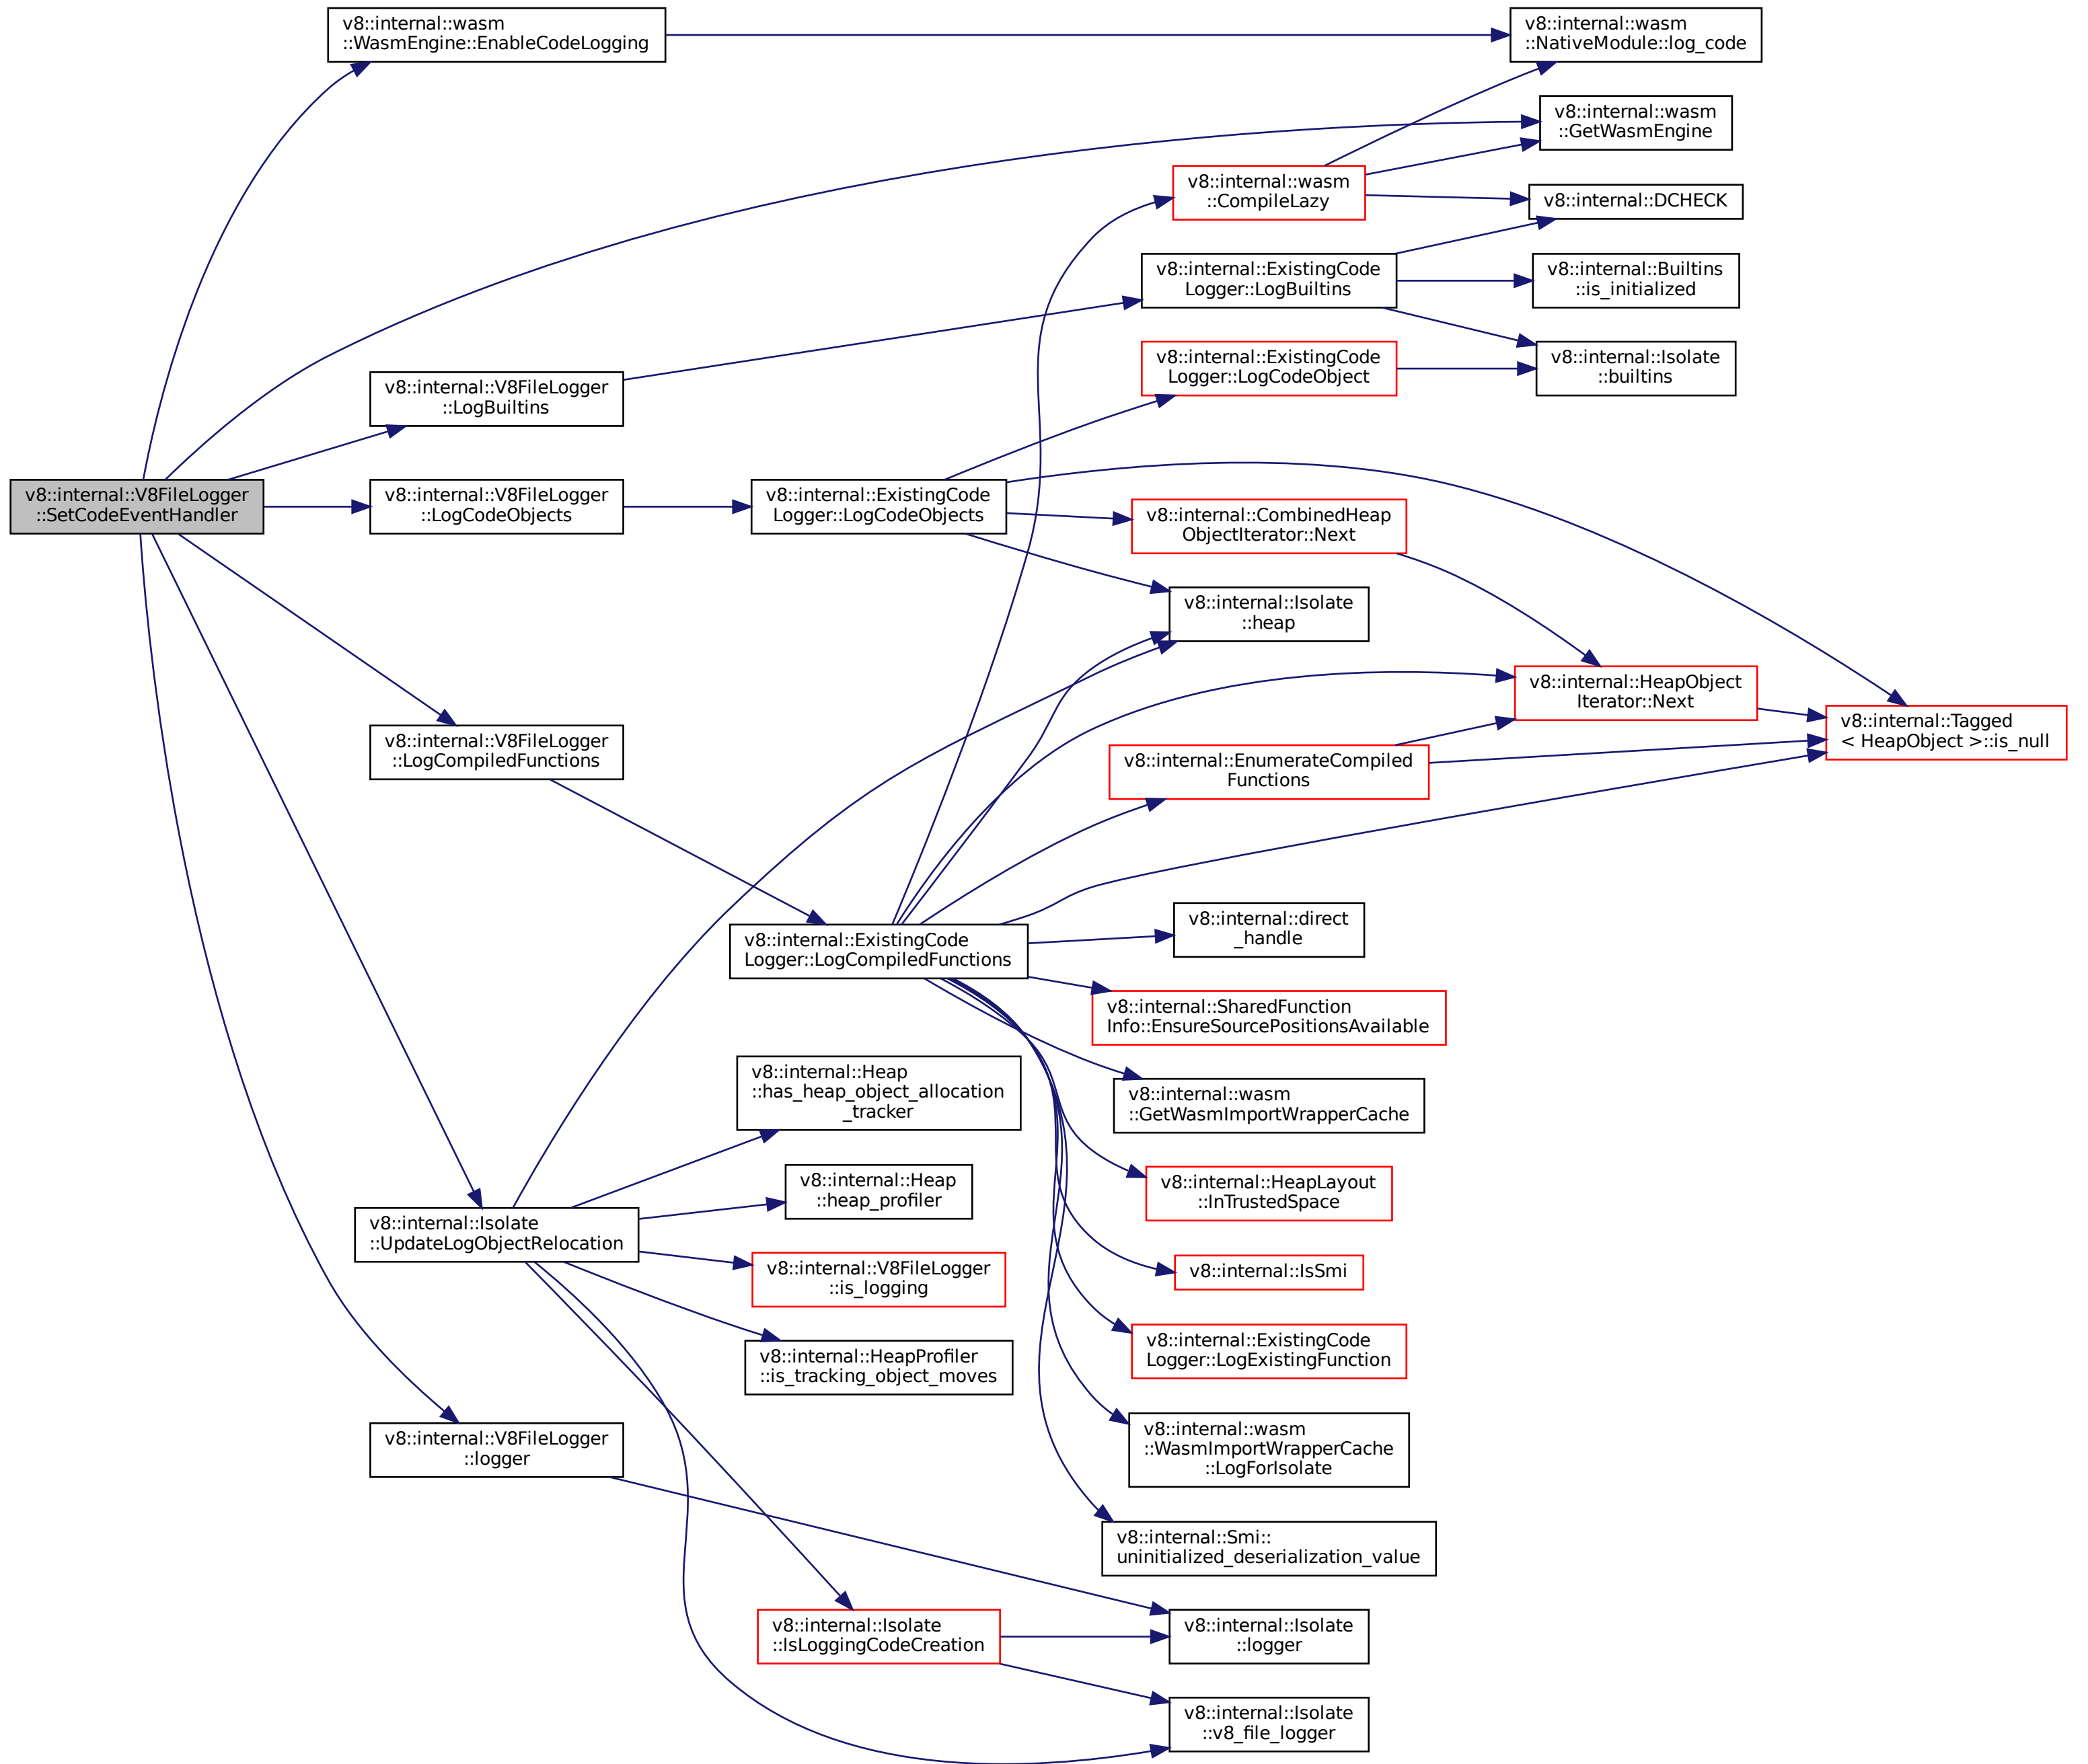 v8::internal::V8FileLogger
::SetCodeEventHandler
v8::internal::wasm
::WasmEngine::EnableCodeLogging
v8::internal::wasm
::NativeModule::log_code
v8::internal::wasm
::GetWasmEngine
v8::internal::wasm
::CompileLazy
v8::internal::DCHECK
v8::internal::ExistingCode
Logger::LogBuiltins
v8::internal::Builtins
::is_initialized
v8::internal::Isolate
::builtins
v8::internal::ExistingCode
Logger::LogCodeObject
v8::internal::V8FileLogger
::LogBuiltins
v8::internal::V8FileLogger
::LogCodeObjects
v8::internal::ExistingCode
Logger::LogCodeObjects
v8::internal::CombinedHeap
ObjectIterator::Next
v8::internal::Isolate
::heap
v8::internal::HeapObject
Iterator::Next
v8::internal::Tagged
< HeapObject >::is_null
v8::internal::EnumerateCompiled
Functions
v8::internal::V8FileLogger
::LogCompiledFunctions
v8::internal::ExistingCode
Logger::LogCompiledFunctions
v8::internal::direct
_handle
v8::internal::SharedFunction
Info::EnsureSourcePositionsAvailable
v8::internal::wasm
::GetWasmImportWrapperCache
v8::internal::HeapLayout
::InTrustedSpace
v8::internal::IsSmi
v8::internal::ExistingCode
Logger::LogExistingFunction
v8::internal::wasm
::WasmImportWrapperCache
::LogForIsolate
v8::internal::Smi::
uninitialized_deserialization_value
v8::internal::Heap
::has_heap_object_allocation
_tracker
v8::internal::Heap
::heap_profiler
v8::internal::Isolate
::UpdateLogObjectRelocation
v8::internal::V8FileLogger
::is_logging
v8::internal::HeapProfiler
::is_tracking_object_moves
v8::internal::V8FileLogger
::logger
v8::internal::Isolate
::IsLoggingCodeCreation
v8::internal::Isolate
::logger
v8::internal::Isolate
::v8_file_logger